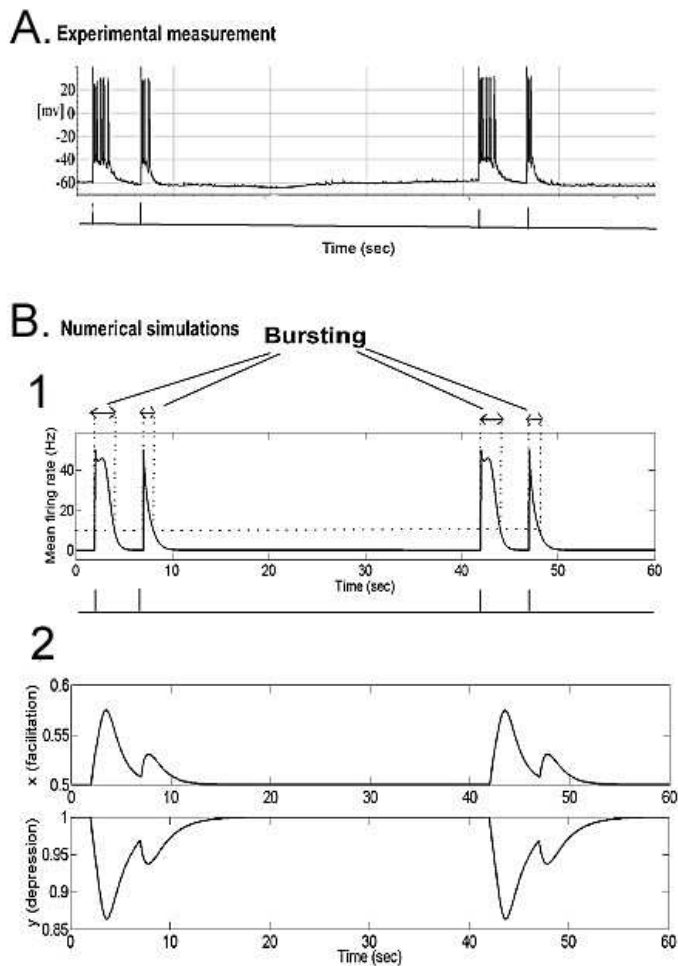 A. Experimental measurement
20
[mv] 0
-20
-40
-60
Time (sec)
B. Numerical simulations
Bursting
1
Mean firing rate (Hz)
40
20
10
0
0 10 20 30 40 50 60
Time (sec)
2
x (facilitation)
0.6
0.55
0.5
0 10 20 30 40 50 60
y (depression)
1
0.95
0.9
0.85
0 10 20 30 40 50 60
Time (sec)